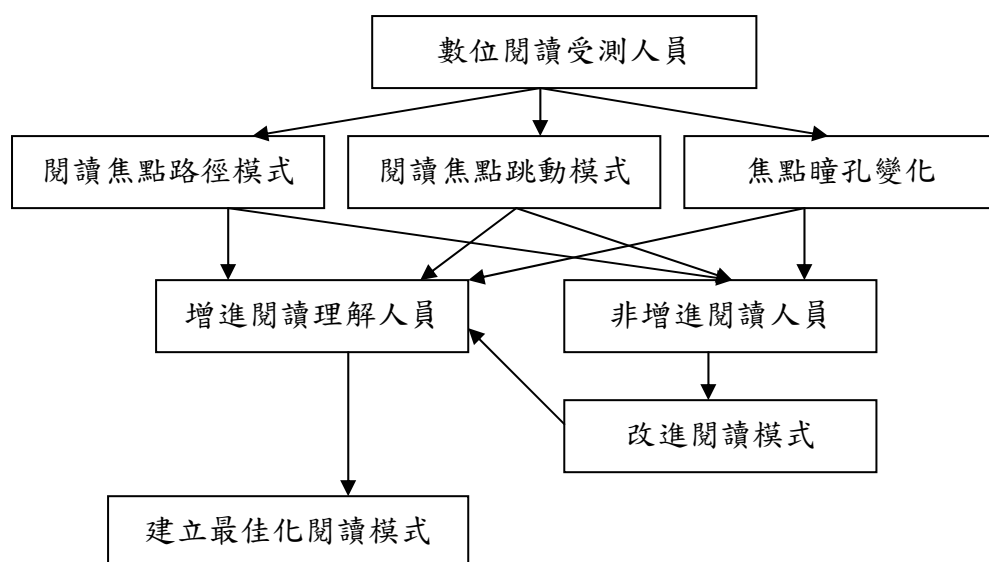 數位閱讀受測人員
閱讀焦點路徑模式
閱讀焦點跳動模式
焦點瞳孔變化
增進閱讀理解人員
非增進閱讀人員
改進閱讀模式
建立最佳化閱讀模式